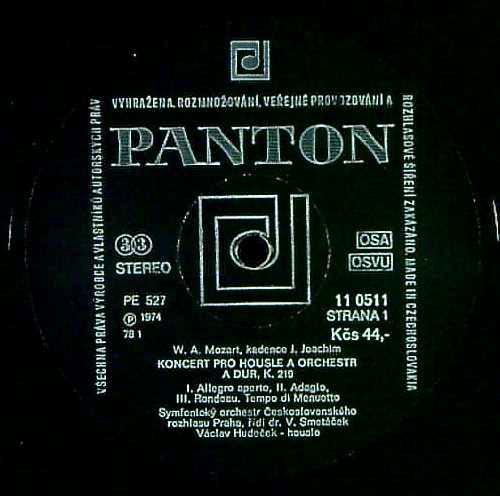 VŠECHNA PRÁVA VÝROBCE A VLASTNÍKŮ AUTORSKÝCH PRÁV
VYHRAŽENA. ROZMNOŽOVÁNÍ, VEŘEJNÉ PROVOZOVÁNÍ A
ROZHLASOVÉ ŠÍŘENÍ ZAKÁZÁNO. MADE IN CZECHOSLOVAKIA
PANTON
33
STEREO
OSA
OSVU
PE 527
℗ 1974
78 1
11 0511
STRANA 1
Kčs 44,-
W. A. Mozart, kadence J. Joachim
KONCERT PRO HOUSLE A ORCHESTR
A DUR, K. 219
I. Allegro aperto, II. Adagio,
III. Rondeau. Tempo di Menuetto
Symfonický orchestr Československého
rozhlasu Praha, řídí dr. V. Smetáček
Václav Hudeček - housle